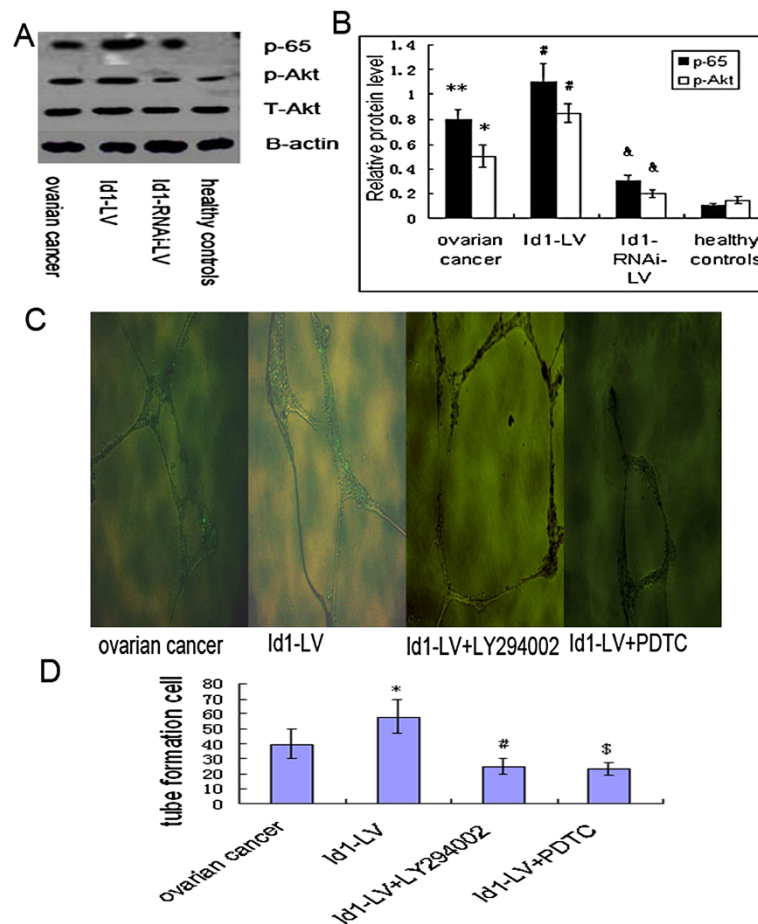 A
p-65
p-Akt
T-Akt
B-actin
ovarian cancer
Id1-LV
Id1-RNAi-LV
healthy controls
B
Relative protein level
1.4
1.2
1
0.8
0.6
0.4
0.2
0
** * # # & &
p-65
p-Akt
ovarian cancer
Id1-LV
Id1-RNAi-LV
healthy controls
C
ovarian cancer
Id1-LV
Id1-LV+LY294002
Id1-LV+PDTC
D
tube formation cell
80
70
60
50
40
30
20
10
0
* # $
ovarian cancer
Id1-LV
Id1-LV+LY294002
Id1-LV+PDTC